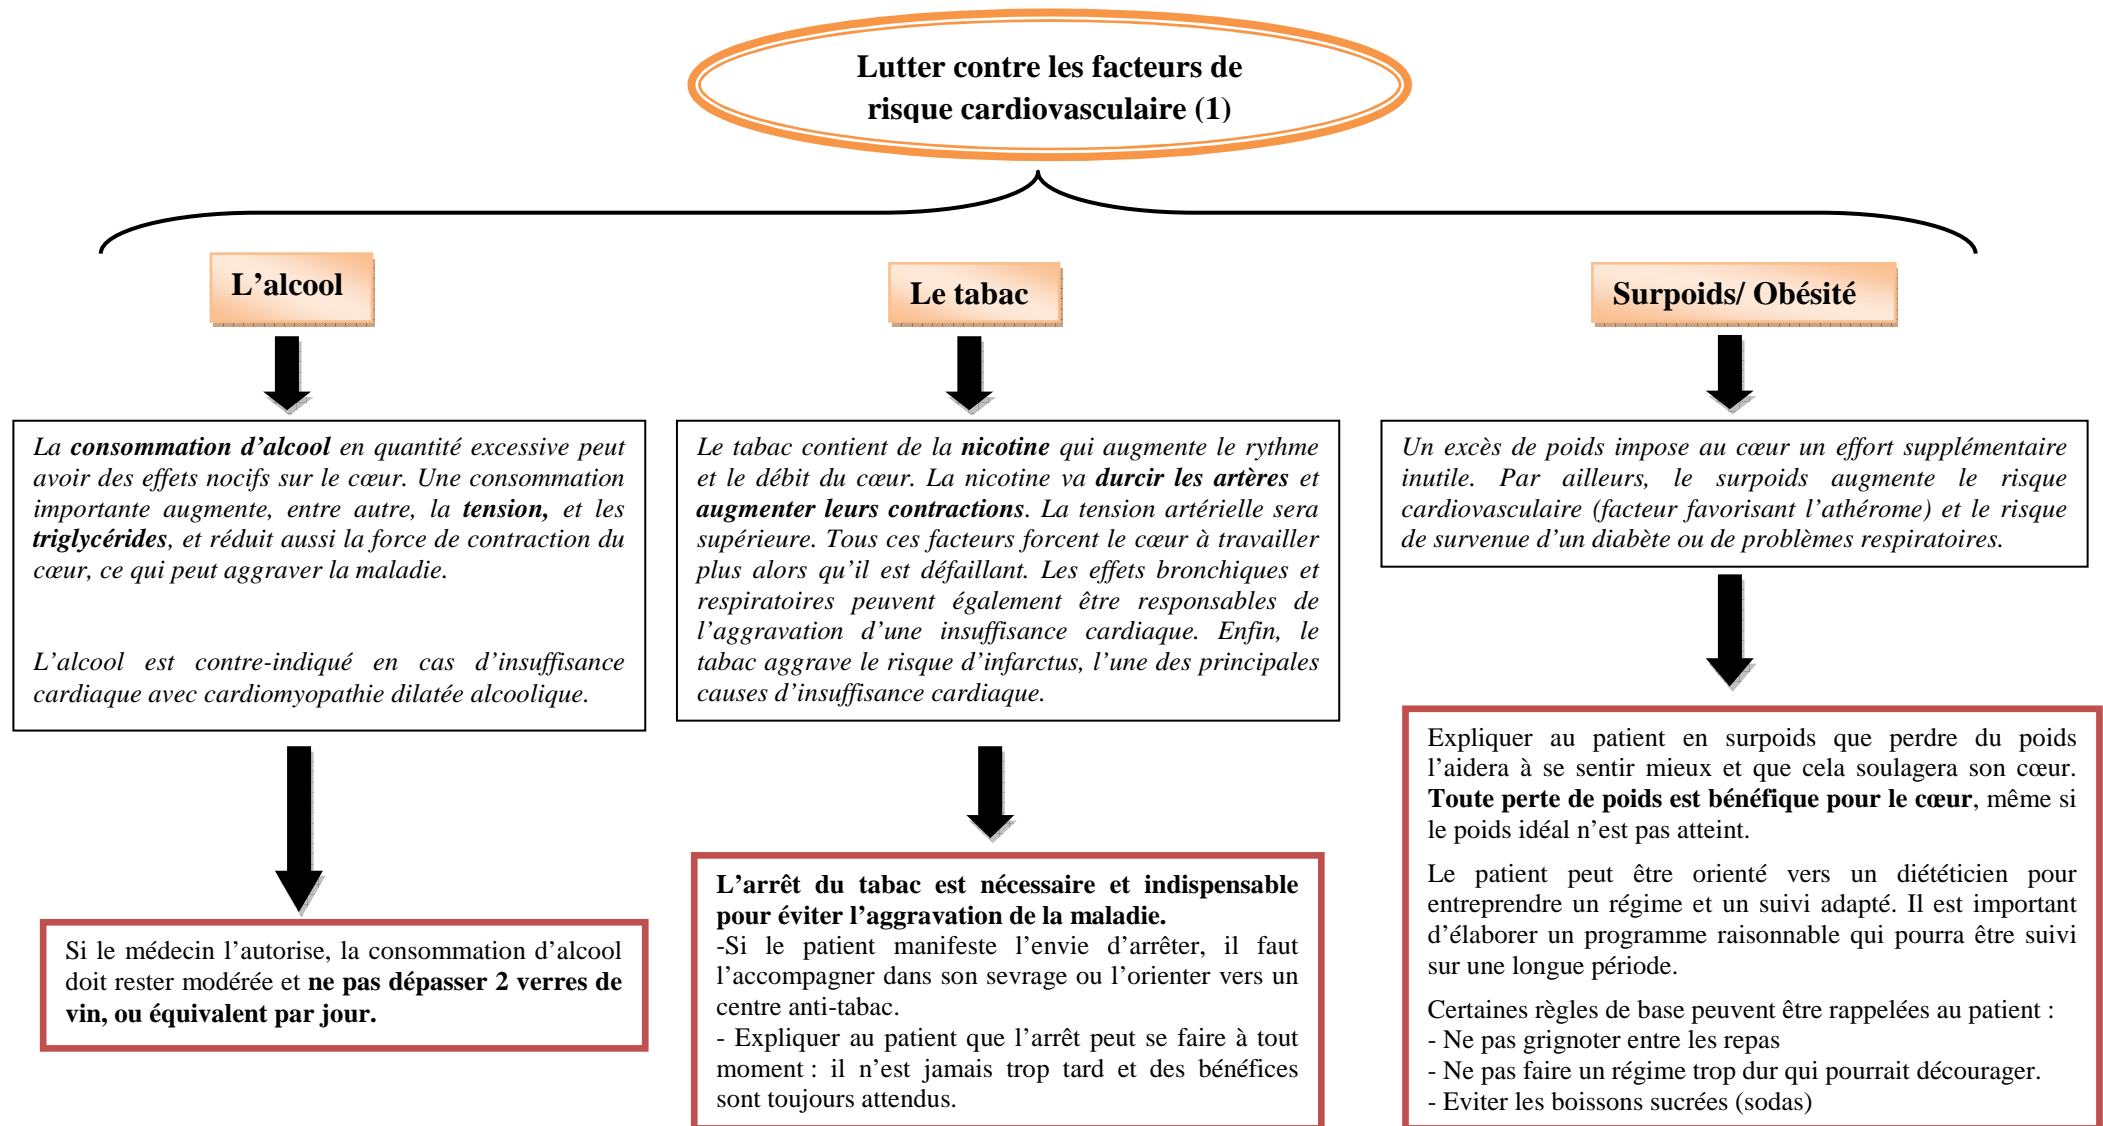 Lutter contre les facteurs de
risque cardiovasculaire (1)
L’alcool
La consommation d’alcool en quantité excessive peut
avoir des effets nocifs sur le cœur. Une consommation
importante augmente, entre autre, la tension, et les
triglycérides, et réduit aussi la force de contraction du
cœur, ce qui peut aggraver la maladie.
L’alcool est contre-indiqué en cas d’insuffisance
cardiaque avec cardiomyopathie dilatée alcoolique.
Si le médecin l’autorise, la consommation d’alcool
doit rester modérée et ne pas dépasser 2 verres de
vin, ou équivalent par jour.
Le tabac
Le tabac contient de la nicotine qui augmente le rythme
et le débit du cœur. La nicotine va durcir les artères et
augmenter leurs contractions. La tension artérielle sera
supérieure. Tous ces facteurs forcent le cœur à travailler
plus alors qu’il est défaillant. Les effets bronchiques et
respiratoires peuvent également être responsables de
l’aggravation d’une insuffisance cardiaque. Enfin, le
tabac aggrave le risque d’infarctus, l’une des principales
causes d’insuffisance cardiaque.
L’arrêt du tabac est nécessaire et indispensable
pour éviter l’aggravation de la maladie.
-Si le patient manifeste l’envie d’arrêter, il faut
l’accompagner dans son sevrage ou l’orienter vers un
centre anti-tabac.
- Expliquer au patient que l’arrêt peut se faire à tout
moment : il n’est jamais trop tard et des bénéfices
sont toujours attendus.
Surpoids/ Obésité
Un excès de poids impose au cœur un effort supplémentaire
inutile. Par ailleurs, le surpoids augmente le risque
cardiovasculaire (facteur favorisant l’athérome) et le risque
de survenue d’un diabète ou de problèmes respiratoires.
Expliquer au patient en surpoids que perdre du poids
l’aidera à se sentir mieux et que cela soulagera son cœur.
Toute perte de poids est bénéfique pour le cœur, même si
le poids idéal n’est pas atteint.
Le patient peut être orienté vers un diététicien pour
entreprendre un régime et un suivi adapté. Il est important
d’élaborer un programme raisonnable qui pourra être suivi
sur une longue période.
Certaines règles de base peuvent être rappelées au patient :
- Ne pas grignoter entre les repas
- Ne pas faire un régime trop dur qui pourrait décourager.
- Eviter les boissons sucrées (sodas)